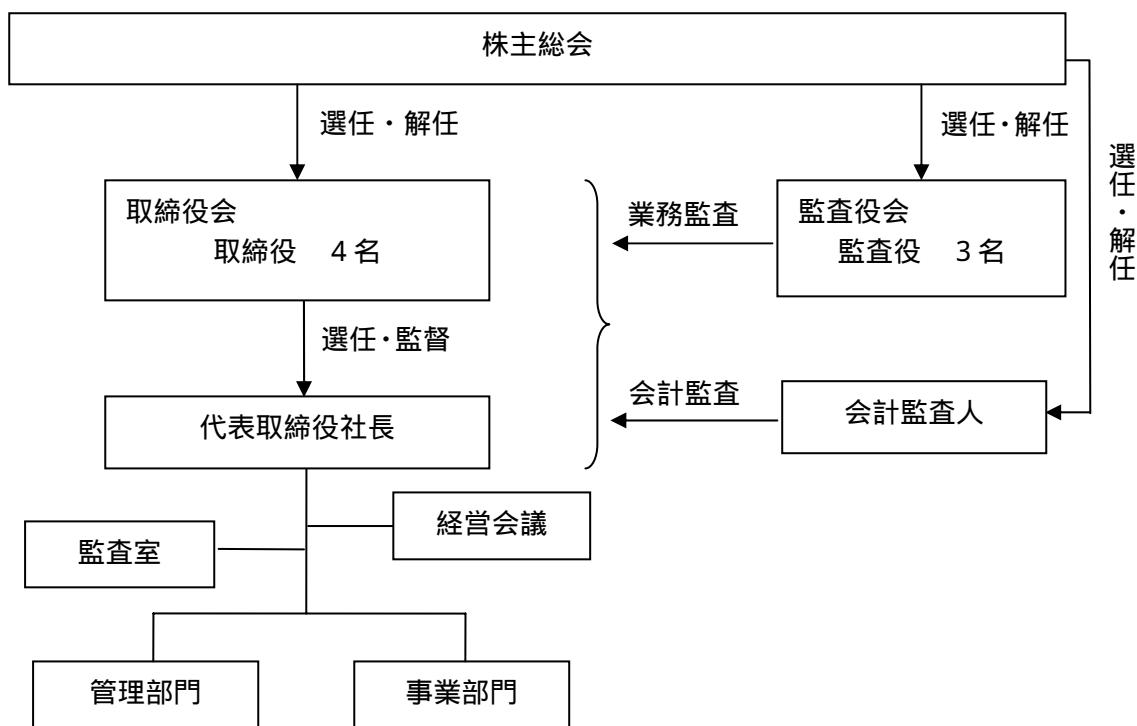 株主総会
選任・解任
選任・解任
選任・解任
取締役会
取締役　4名
業務監査
監査役会
監査役　3名
選任・監督
会計監査
会計監査人
代表取締役社長
経営会議
監査室
管理部門
事業部門